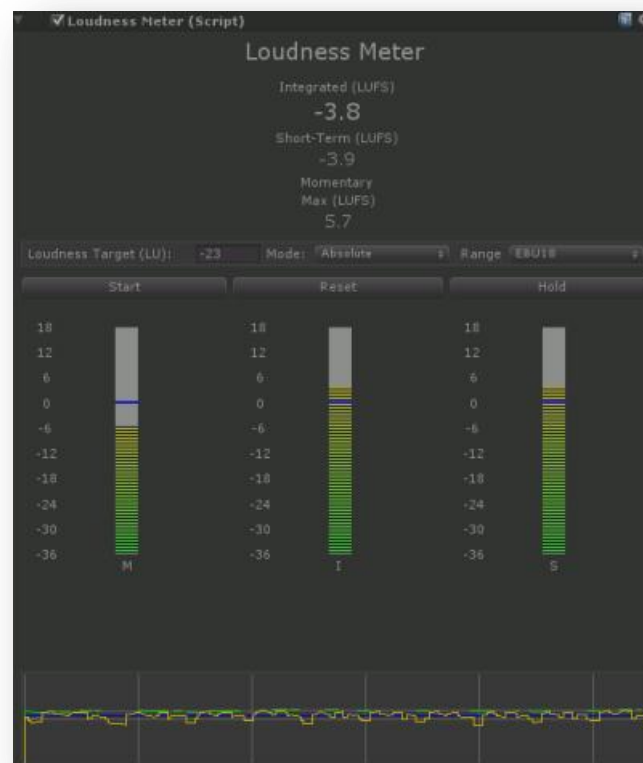 Loudness Meter (Script)
Loudness Meter
Integrated (LUFS)
-3.8
Short-Term (LUFS)
-3.9
Momentary
Max (LUFS)
5.7
Loudness Target (LU): -23 Mode: Absolute Range EBU18
Start Reset Hold
18 18 18
12 12 12
6 6 6
0 0 0
-6 -6 -6
-12 -12 -12
-18 -18 -18
-24 -24 -24
-30 -30 -30
-36 -36 -36
M I S